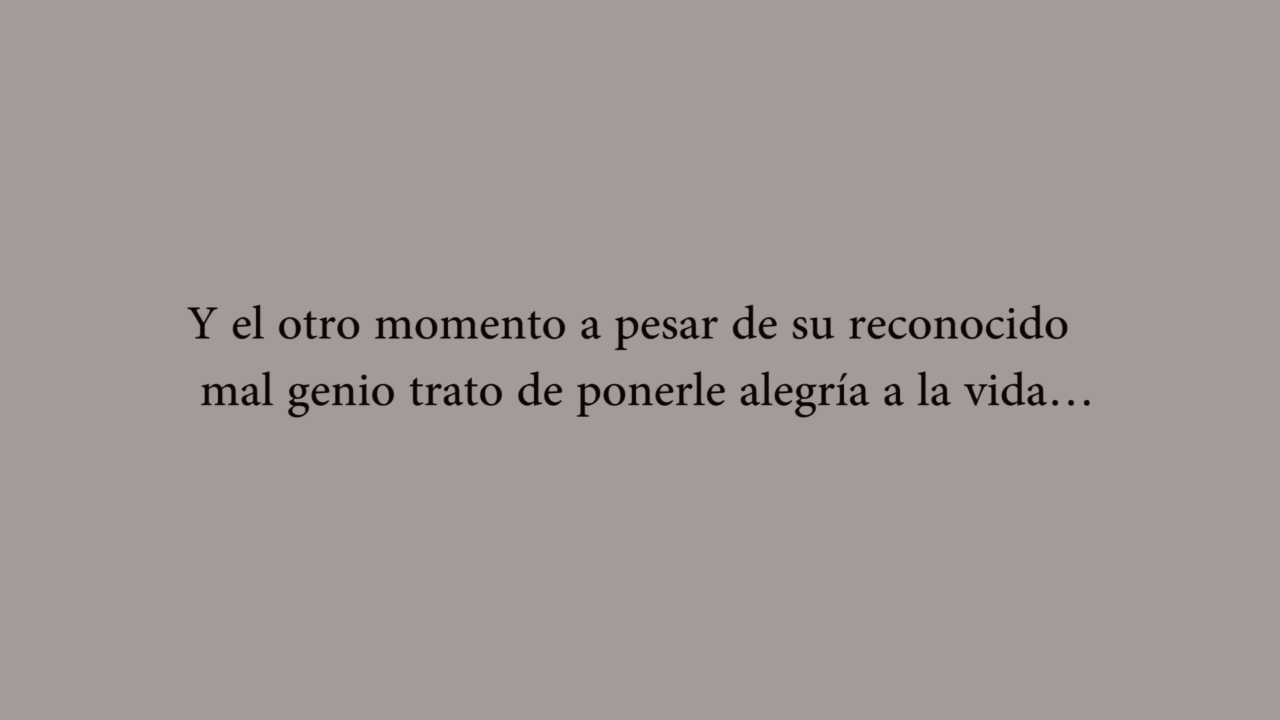 Y el otro momento a pesar de su reconocido
mal genio trato de ponerle alegría a la vida…